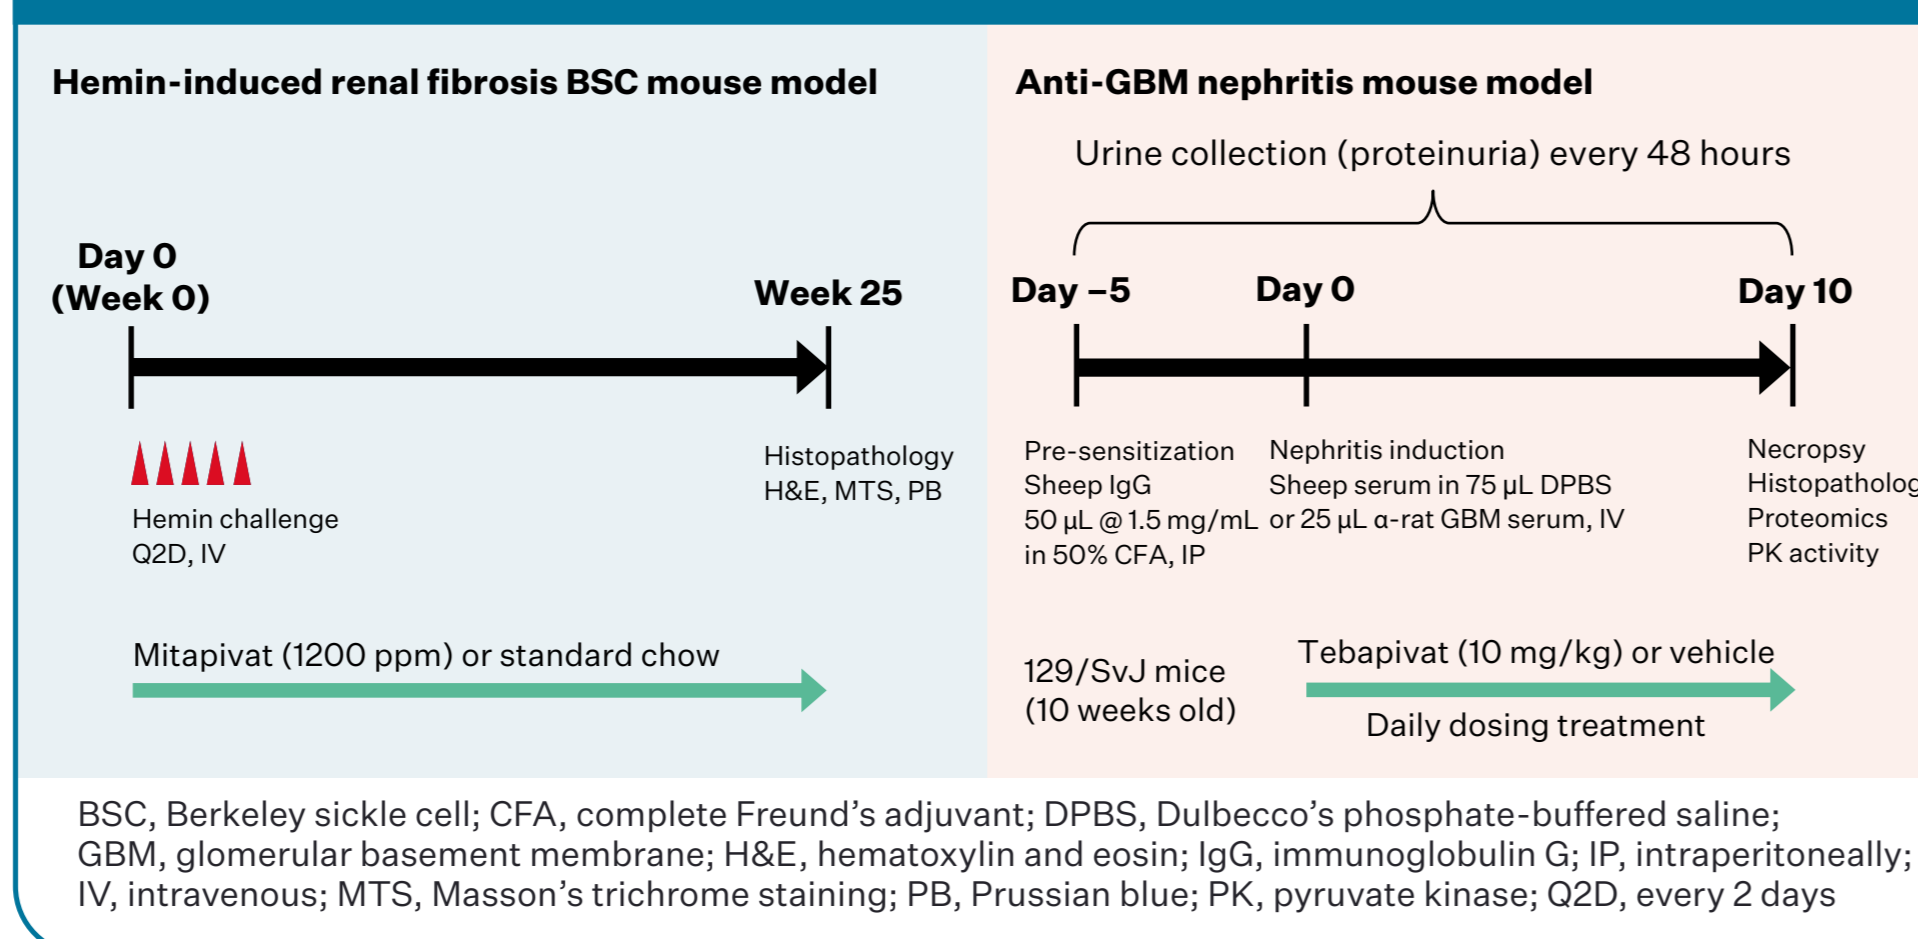 Hemin-induced renal fibrosis BSC mouse model
Day 0
(Week 0)
Week 25
Hemin challenge
Q2D, IV
Histopathology
H&E, MTS, PB
Mitapivat (1200 ppm) or standard chow
Anti-GBM nephritis mouse model
Urine collection (proteinuria) every 48 hours
Day –5
Day 0
Day 10
Pre-sensitization
Sheep IgG
50 µL @ 1.5 mg/mL
in 50% CFA, IP
Nephritis induction
Sheep serum in 75 µL DPBS
or 25 µL α-rat GBM serum, IV
Necropsy
Histopatholog
Proteomics
PK activity
129/SvJ mice
(10 weeks old)
Tebapivat (10 mg/kg) or vehicle
Daily dosing treatment
BSC, Berkeley sickle cell; CFA, complete Freund’s adjuvant; DPBS, Dulbecco’s phosphate-buffered saline;
GBM, glomerular basement membrane; H&E, hematoxylin and eosin; IgG, immunoglobulin G; IP, intraperitoneally;
IV, intravenous; MTS, Masson’s trichrome staining; PB, Prussian blue; PK, pyruvate kinase; Q2D, every 2 days